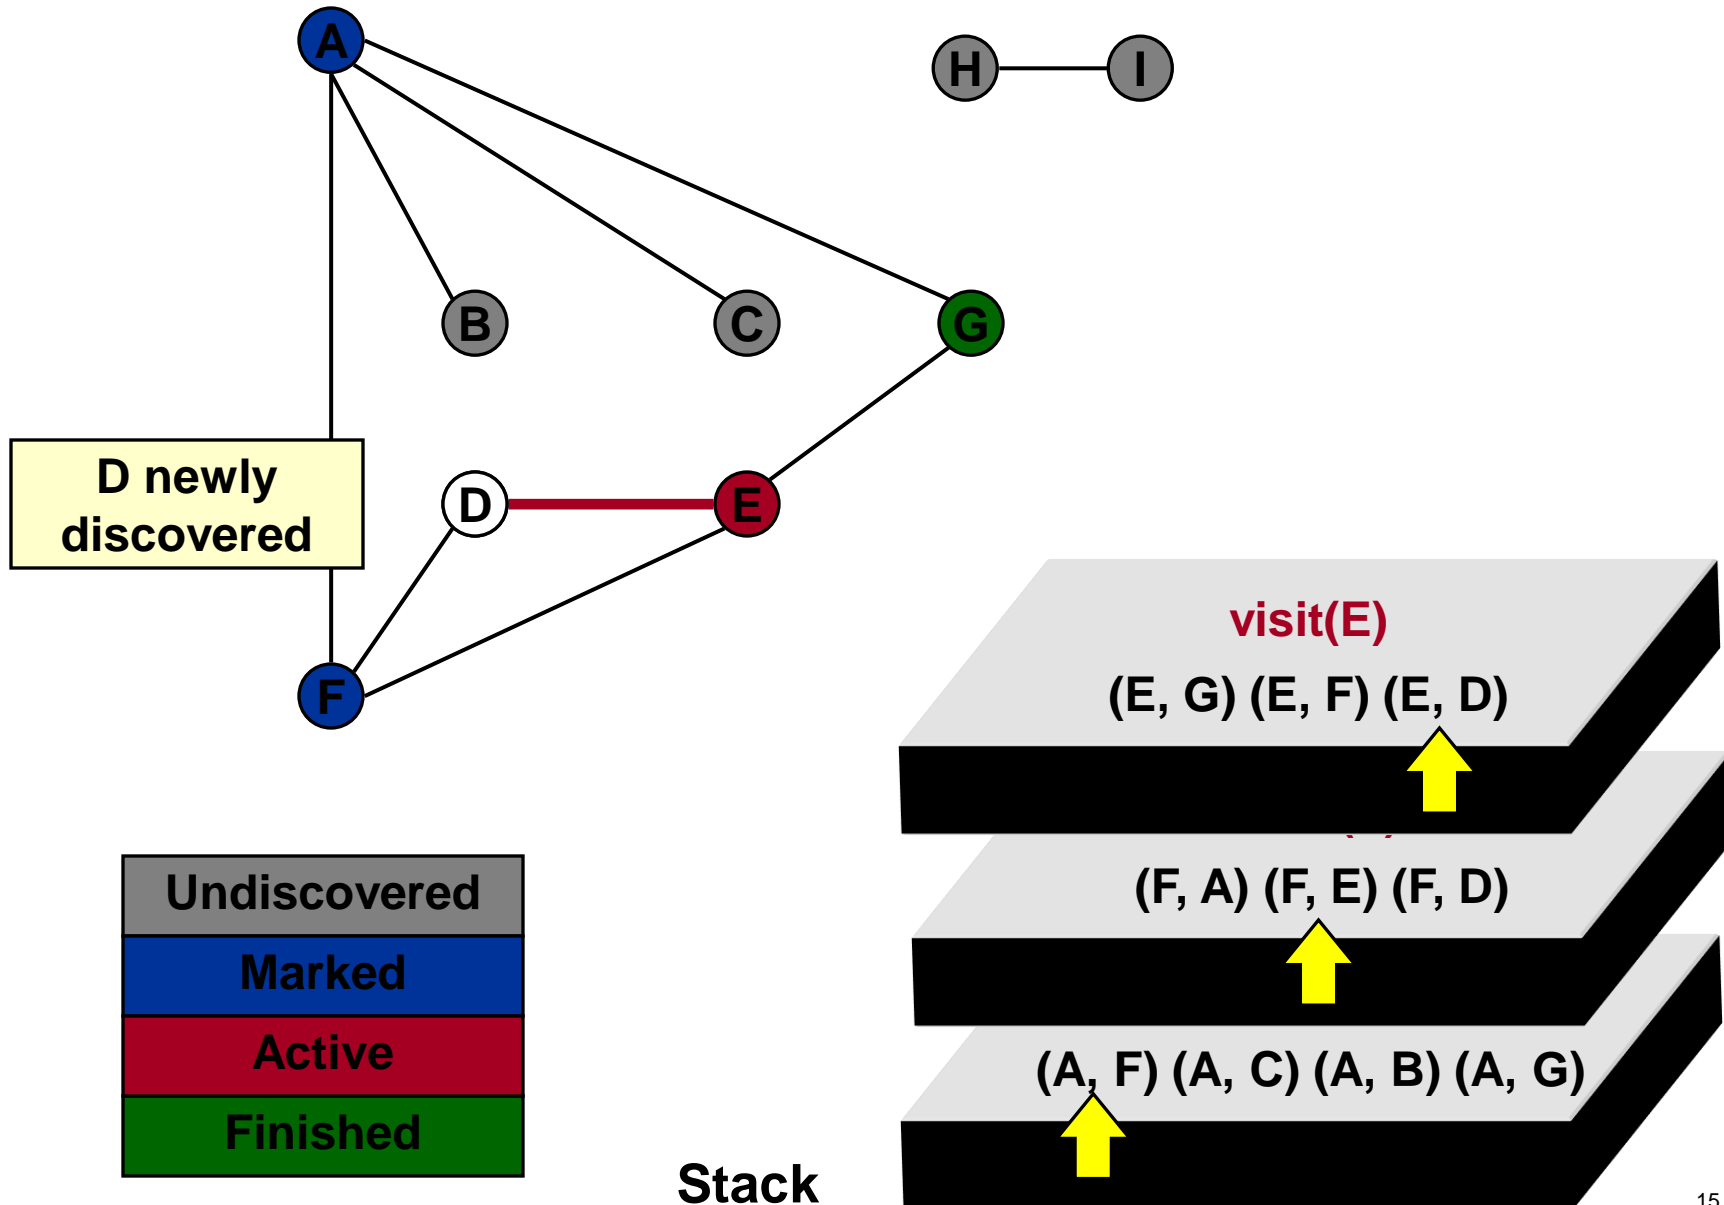 A
H
I
B
C
G
D newly
discovered
D
E
F
visit(E)
(E, G) (E, F) (E, D)
(F, A) (F, E) (F, D)
(A, F) (A, C) (A, B) (A, G)
Undiscovered
Marked
Active
Finished
Stack
15